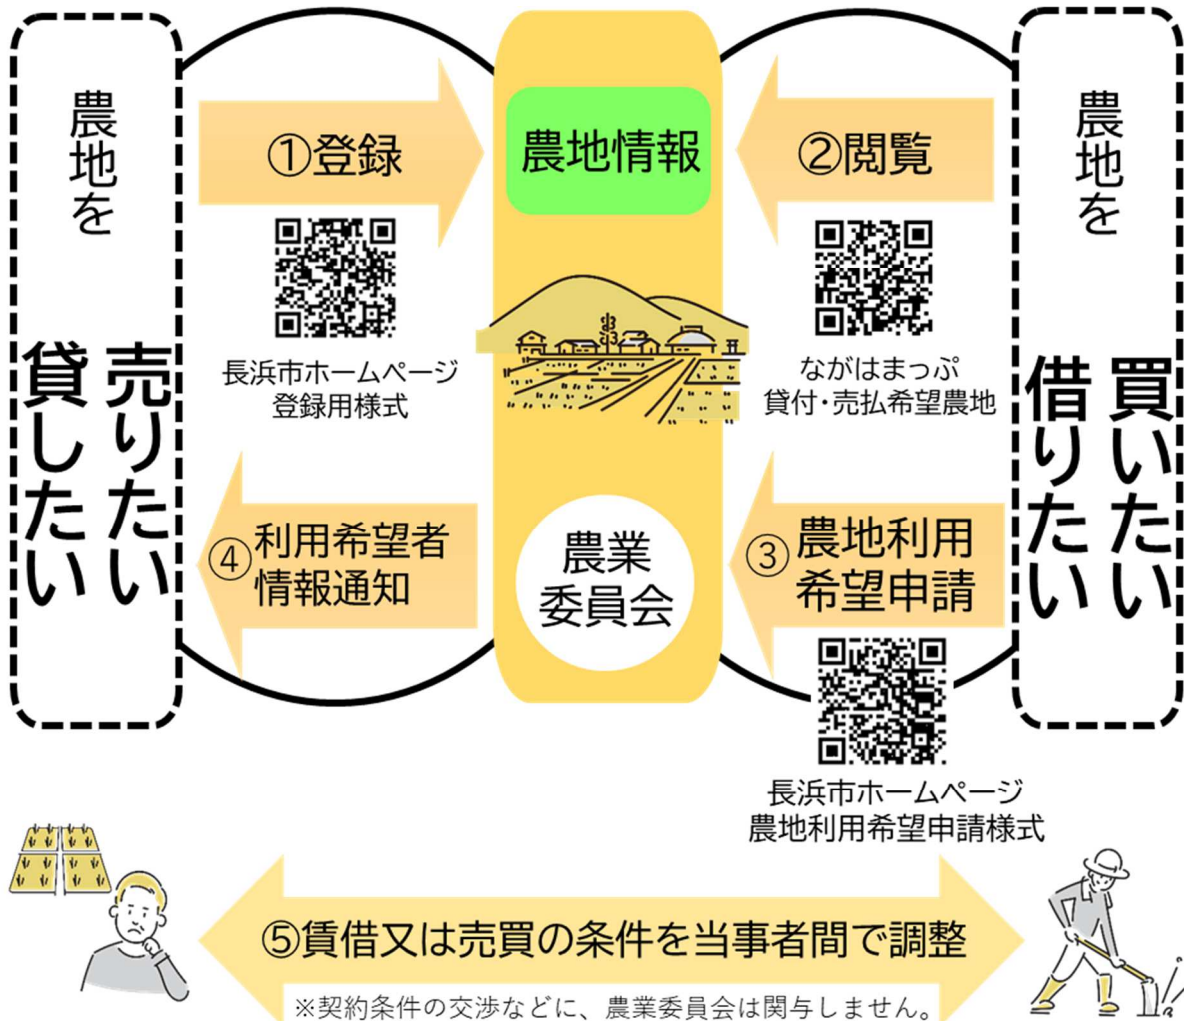 農地を
売りたい
貸したい
①登録
長浜市ホームページ
登録用様式
農地情報
②閲覧
ながはまっぷ
貸付・売払希望農地
農地を
買いたい
借りたい
③農地利用
希望申請
長浜市ホームページ
農地利用希望申請様式
農業
委員会
④利用希望者
情報通知
⑤賃借又は売買の条件を当事者間で調整
※契約条件の交渉などに、農業委員会は関与しません。